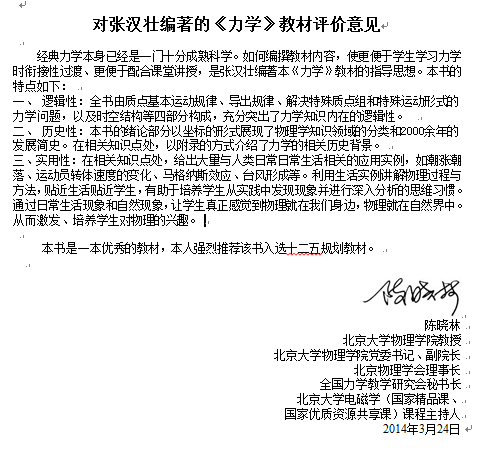 对张汉壮编著的《力学》教材评价意见
经典力学本身已经是一门十分成熟科学。如何编撰教材内容，使更便于学生学习力学
时衔接性过渡、更便于配合课堂讲授，是张汉壮编著本《力学》教材的指导思想。本书的
特点如下：
一、 逻辑性：全书由质点基本运动规律、导出规律、解决特殊质点组和特殊运动形式的
力学问题，以及时空结构等四部分构成，充分突出了力学知识内在的逻辑性。
二、 历史性：本书的绪论部分以坐标的形式展现了物理学知识领域的分类和2000余年的
发展简史。在相关知识点处，以附录的方式介绍了力学的相关历史背景。
三、实用性：在相关知识点处，给出大量与人类日常日常生活相关的应用实例，如朝涨朝
落、运动员转体速度的变化、马格纳斯效应、台风形成等。利用生活实例讲解物理过程与
方法，贴近生活贴近学生，有助于培养学生从实践中发现现象并进行深入分析的思维习惯。
通过日常生活现象和自然现象，让学生真正感觉到物理就在我们身边，物理就在自然界中。
从而激发、培养学生对物理的兴趣。
本书是一本优秀的教材，本人强烈推荐该书入选十二五规划教材。
陈晓林
陈晓林
北京大学物理学院教授
北京大学物理学院党委书记、副院长
北京物理学会理事长
全国力学教学研究会秘书长
北京大学电磁学（国家精品课、
国家优质资源共享课）课程主持人
2014年3月24日